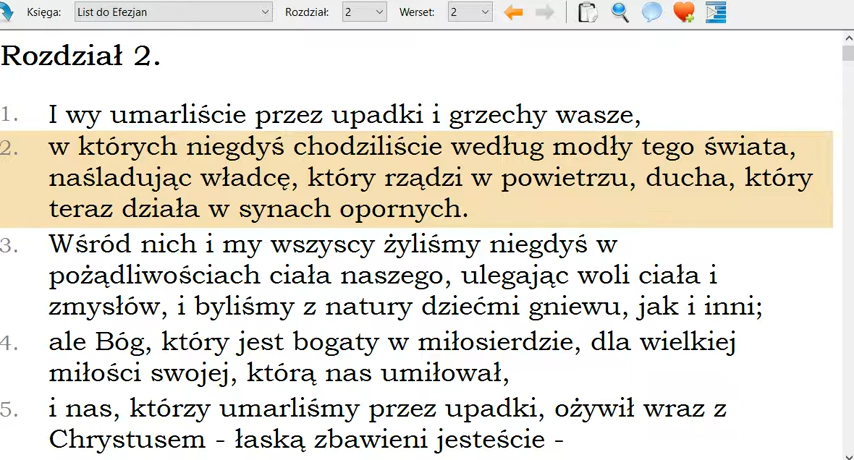 Księga: List do Efezjan Rozdział: 2 Werset: 2
Rozdział 2.
1. I wy umarliście przez upadki i grzechy wasze,
2. w których niegdyś chodziliście według modły tego świata,
naśladując władcę, który rządzi w powietrzu, ducha, który
teraz działa w synach opornych.
3. Wśród nich i my wszyscy żyliśmy niegdyś w
pożądliwościach ciała naszego, ulegając woli ciała i
zmysłów, i byliśmy z natury dziećmi gniewu, jak i inni;
4. ale Bóg, który jest bogaty w miłosierdzie, dla wielkiej
miłości swojej, którą nas umiłował,
5. i nas, którzy umarliśmy przez upadki, ożywił wraz z
Chrystusem - łaską zbawieni jesteście -